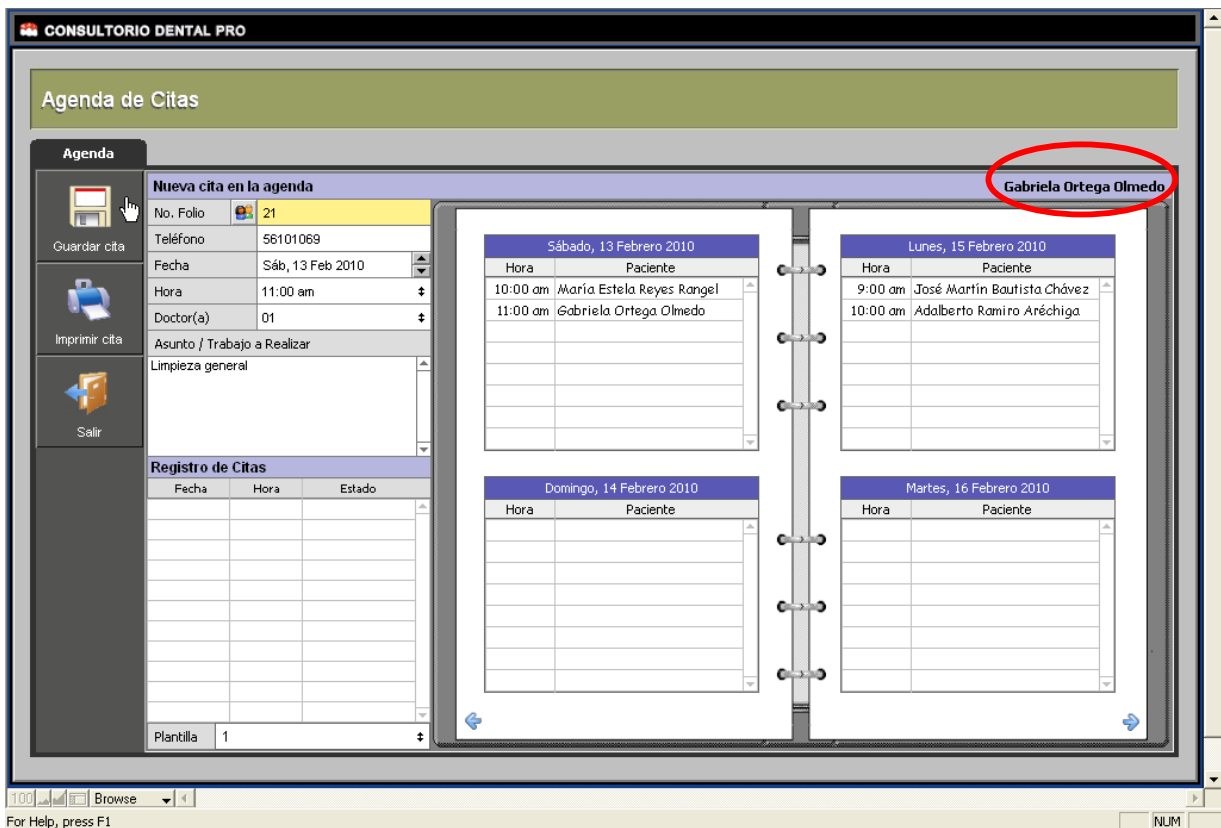 CONSULTORIO DENTAL PRO
Agenda de Citas
Agenda
Nueva cita en la agenda
Gabriela Ortega Olmedo
Guardar cita
Imprimir cita
Salir
No. Folio 21
Teléfono 56101069
Fecha Sáb, 13 Feb 2010
Hora 11:00 am
Doctor(a) 01
Asunto / Trabajo a Realizar
Limpieza general
Registro de Citas
Fecha Hora Estado
Plantilla 1
Sábado, 13 Febrero 2010
Hora Paciente
10:00 am María Estela Reyes Rangel
11:00 am Gabriela Ortega Olmedo
Domingo, 14 Febrero 2010
Hora Paciente
Lunes, 15 Febrero 2010
Hora Paciente
9:00 am José Martín Bautista Chávez
10:00 am Adalberto Ramiro Aréchiga
Martes, 16 Febrero 2010
Hora Paciente
100 Browse
For Help, press F1
NUM